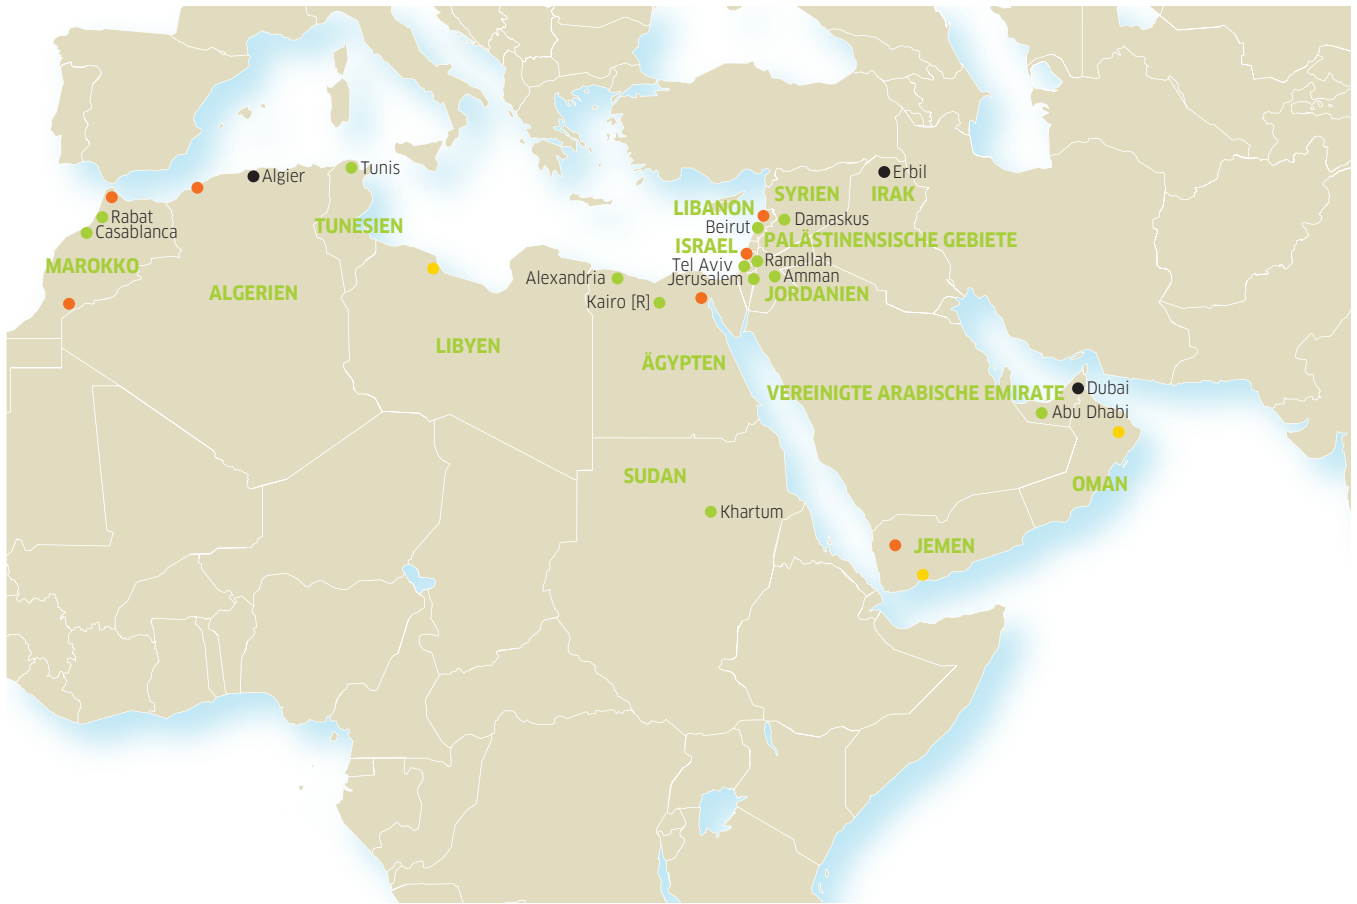 Tunis
Algier
Erbil
SYRIEN
IRAK
LIBANON
Rabat
Damaskus
TUNESIEN
Beirut
Casablanca
PALÄSTINENSISCHE GEBIETE
ISRAEL
Ramallah
MAROKKO
Tel Aviv
Amman
Alexandria
Jerusalem
ALGERIEN
JORDANIEN
Kairo [R]
LIBYEN
ÄGYPTEN
Dubai
VEREINIGTE ARABISCHE EMIRATE
Abu Dhabi
SUDAN
OMAN
Khartum
JEMEN